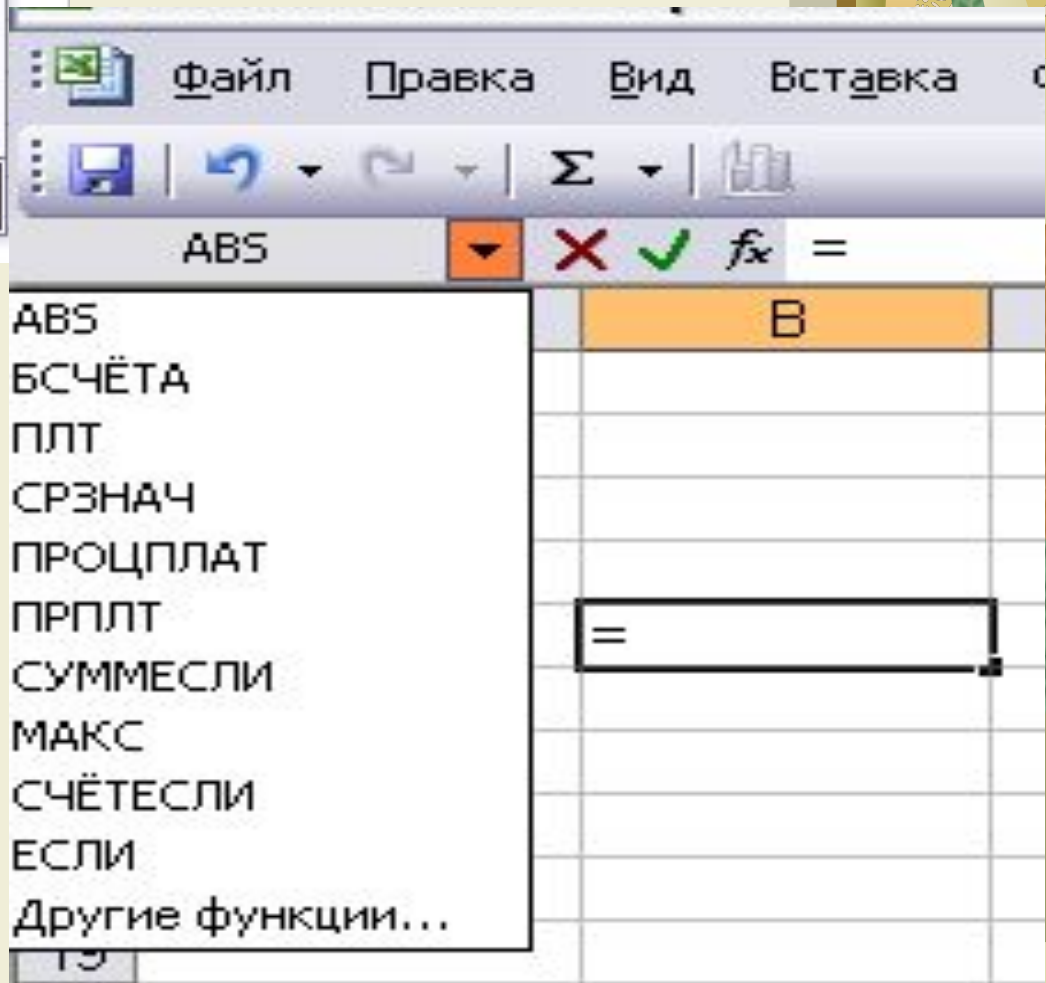 Файл Правка Вид Вставка
Σ
ABS fx =
B
ABS
БСЧЁТА
ПЛТ
СРЗНАЧ
ПРОЦПЛАТ
ПРПЛТ
=
СУММЕСЛИ
МАКС
СЧЁТЕСЛИ
ЕСЛИ
Другие функции...